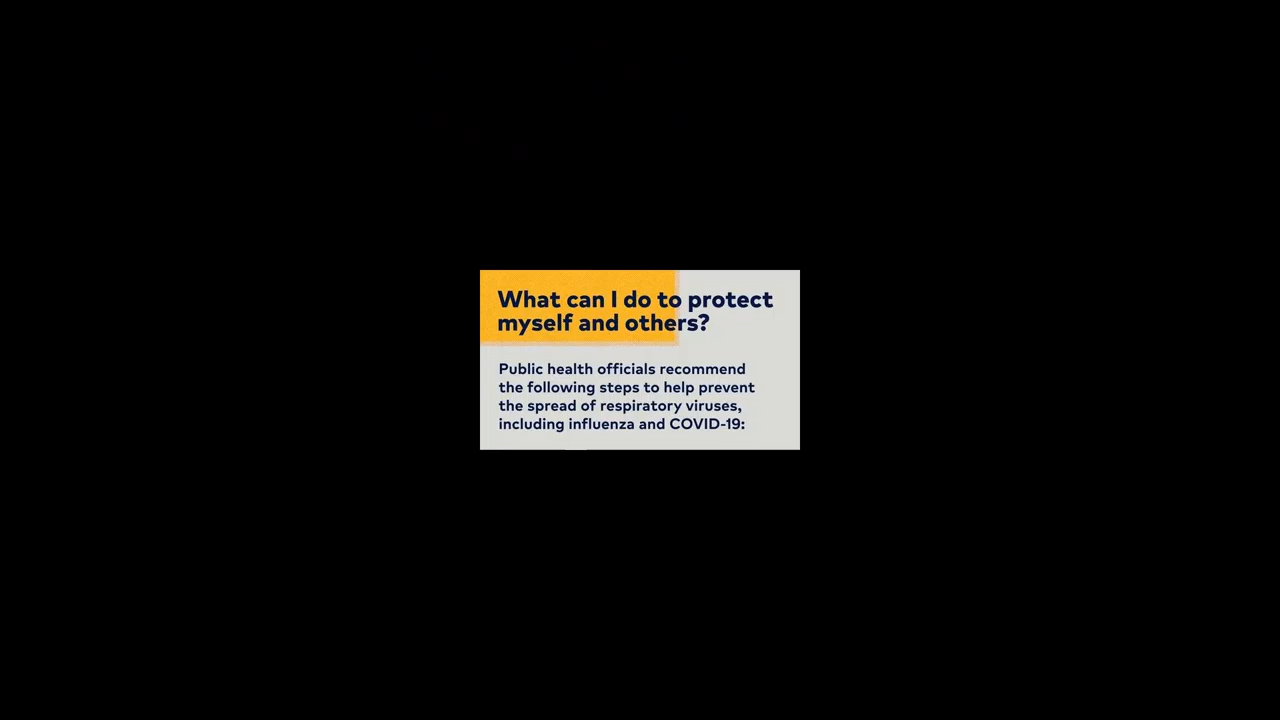 What can I do to protect
myself and others?
Public health officials recommend
the following steps to help prevent
the spread of respiratory viruses,
including influenza and COVID-19: